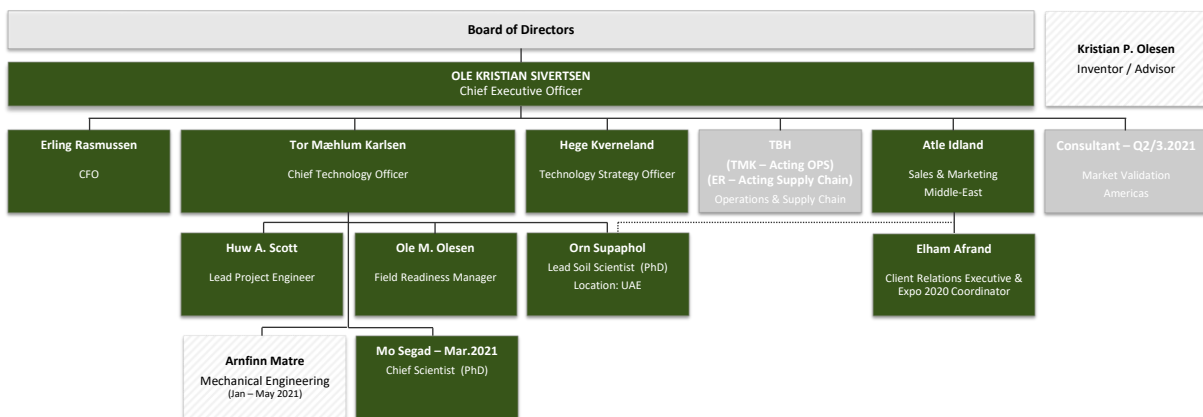 Board of Directors
Kristian P. Olesen
Inventor / Advisor
OLE KRISTIAN SIVERTSEN
Chief Executive Officer
Erling Rasmussen
CFO
Tor Mæhlum Karlsen
Chief Technology Officer
Hege Kverneland
Technology Strategy Officer
TBH
(TMK – Acting OPS)
(ER – Acting Supply Chain)
Operations & Supply Chain
Atle Idland
Sales & Marketing
Middle-East
Consultant – Q2/3.2021
Market Validation
Americas
Huw A. Scott
Lead Project Engineer
Ole M. Olesen
Field Readiness Manager
Orn Supaphol
Lead Soil Scientist (PhD)
Location: UAE
Elham Afrand
Client Relations Executive &
Expo 2020 Coordinator
Arnfinn Matre
Mechanical Engineering
(Jan – May 2021)
Mo Segad – Mar.2021
Chief Scientist (PhD)